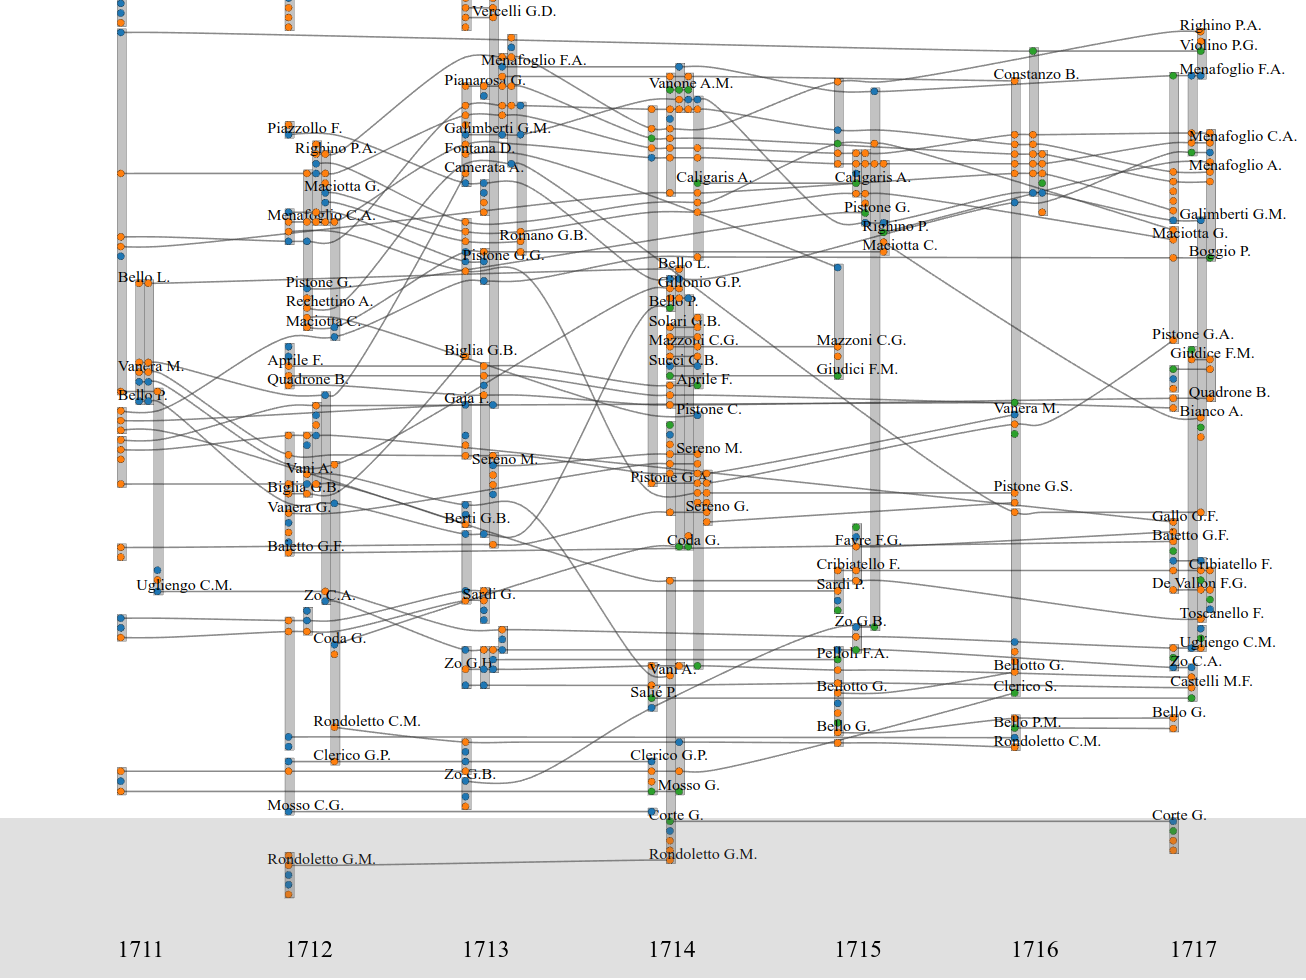 Vercelli G.D.
Righino P.A.
Violino P.G.
Menafoglio F.A.
Menafoglio F.A.
Pianarosa G.
Vanone A.M.
Constanzo B.
Piazzollo F.
Galimberti G.M.
Menafoglio C.A.
Righino P.A.
Fontana D.
Camerata A.
Menafoglio A.
Maciotta G.
Caligaris A.
Caligaris A.
Menafoglio C.A.
Pistone G.
Galimberti G.M.
Righino P.
Romano G.B.
Maciotta G.
Maciotta C.
Pistone G.G.
Boggio P.
Bello L.
Bello L.
Pistone G.
Gillonio G.P.
Rechettino A.
Bello P.
Maciotta C.
Solari G.B.
Pistone G.A.
Mazzoni C.G.
Mazzoni C.G.
Biglia G.B.
Giudice F.M.
Vanera M.
Aprile F.
Succi G.B.
Giudici F.M.
Quadrone B.
Aprile F.
Bello P.
Gaia F.
Quadrone B.
Pistone C.
Vanera M.
Bianco A.
Sereno M.
Sereno M.
Vani A.
Pistone G.A.
Biglia G.B.
Pistone G.S.
Vanera G.
Sereno G.
Berti G.B.
Gallo G.F.
Baietto G.F.
Coda G.
Favre F.G.
Baietto G.F.
Cribiatello F.
Cribiatello F.
Ugliengo C.M.
Sardi P.
De Vallon F.G.
Zo C.A.
Sardi G.
Toscanello F.
Zo G.B.
Coda G.
Ugliengo C.M.
Pelloli F.A.
Zo G.H.
Vani A.
Bellotto G.
Zo C.A.
Castelli M.F.
Salié P.
Bellotto G.
Clerico S.
Bello G.
Rondoletto C.M.
Bello G.
Bello P.M.
Rondoletto C.M.
Clerico G.P.
Clerico G.P.
Zo G.B.
Mosso G.
Mosso C.G.
Corte G.
Corte G.
Rondoletto G.M.
Rondoletto G.M.
1711 1712 1713 1714 1715 1716 1717